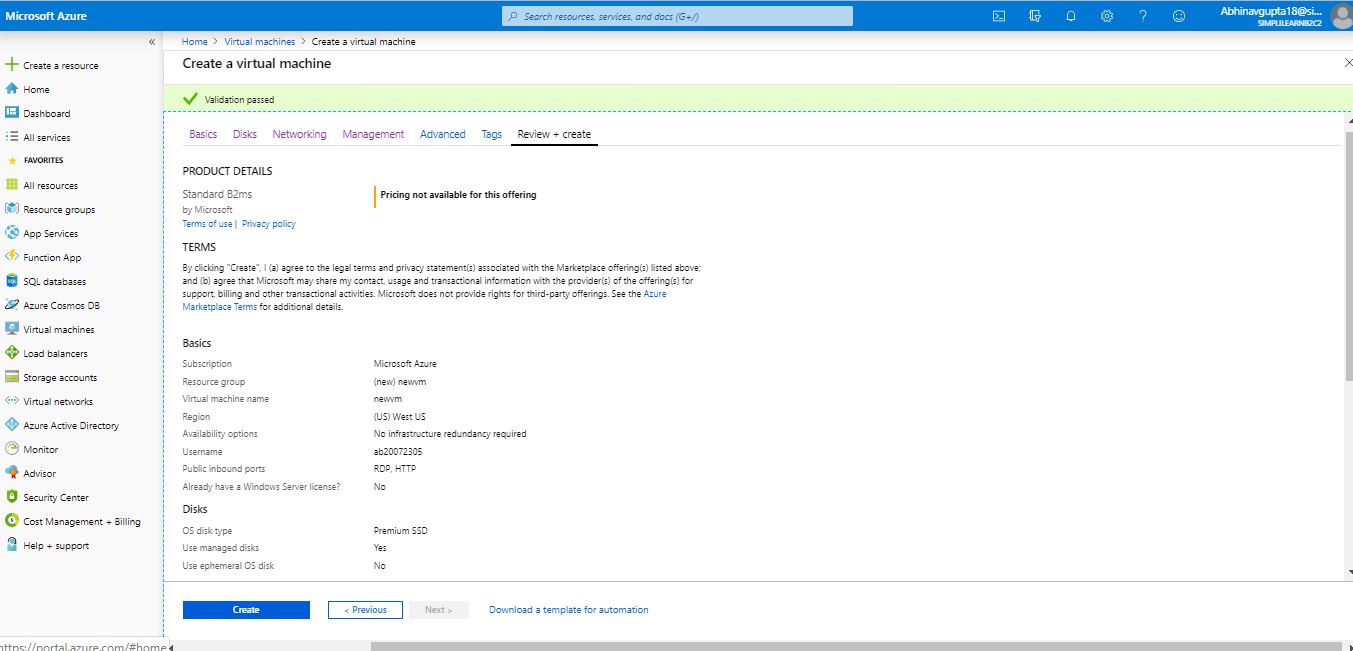 Microsoft Azure
Search resources, services, and docs (G+/)
Abhinavgupta18@si...
SIMPLILEARNB2C2
«
Create a resource
Home
Dashboard
All services
FAVORITES
All resources
Resource groups
App Services
Function App
SQL databases
Azure Cosmos DB
Virtual machines
Load balancers
Storage accounts
Virtual networks
Azure Active Directory
Monitor
Advisor
Security Center
Cost Management + Billing
Help + support
https://portal.azure.com/#home
Home > Virtual machines > Create a virtual machine
Create a virtual machine
Validation passed
Basics Disks Networking Management Advanced Tags Review + create
PRODUCT DETAILS
Standard B2ms
by Microsoft
Terms of use | Privacy policy
Pricing not available for this offering
TERMS
By clicking "Create", I (a) agree to the legal terms and privacy statement(s) associated with the Marketplace offering(s) listed above;
and (b) agree that Microsoft may share my contact, usage and transactional information with the provider(s) of the offering(s) for
support, billing and other transactional activities. Microsoft does not provide rights for third-party offerings. See the Azure
Marketplace Terms for additional details.
Basics
Subscription Microsoft Azure
Resource group (new) newvm
Virtual machine name newvm
Region (US) West US
Availability options No infrastructure redundancy required
Username ab20072305
Public inbound ports RDP, HTTP
Already have a Windows Server license? No
Disks
OS disk type Premium SSD
Use managed disks Yes
Use ephemeral OS disk No
Create
< Previous
Next >
Download a template for automation